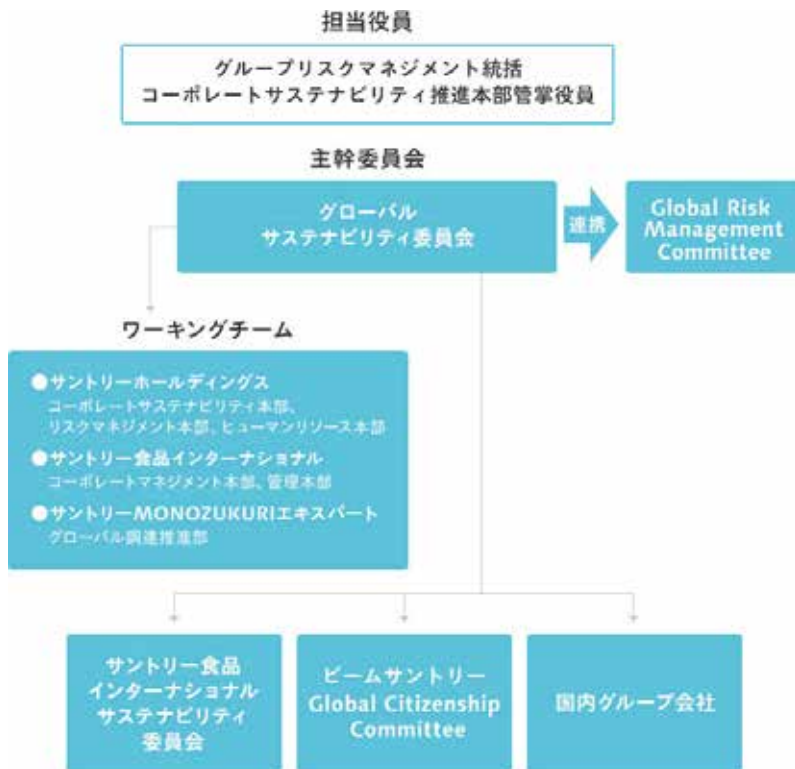 担当役員
グループリスクマネジメント統括
コーポレートサステナビリティ推進本部管掌役員
主幹委員会
グローバル
サステナビリティ委員会
連携
Global Risk
Management
Committee
ワーキングチーム
●サントリーホールディングス
コーポレートサステナビリティ本部、
リスクマネジメント本部、ヒューマンリソース本部
●サントリー食品インターナショナル
コーポレートマネジメント本部、管理本部
●サントリーMONOZUKURIエキスパート
グローバル調達推進部
サントリー食品
インターナショナル
サステナビリティ
委員会
ビームサントリー
Global Citizenship
Committee
国内グループ会社